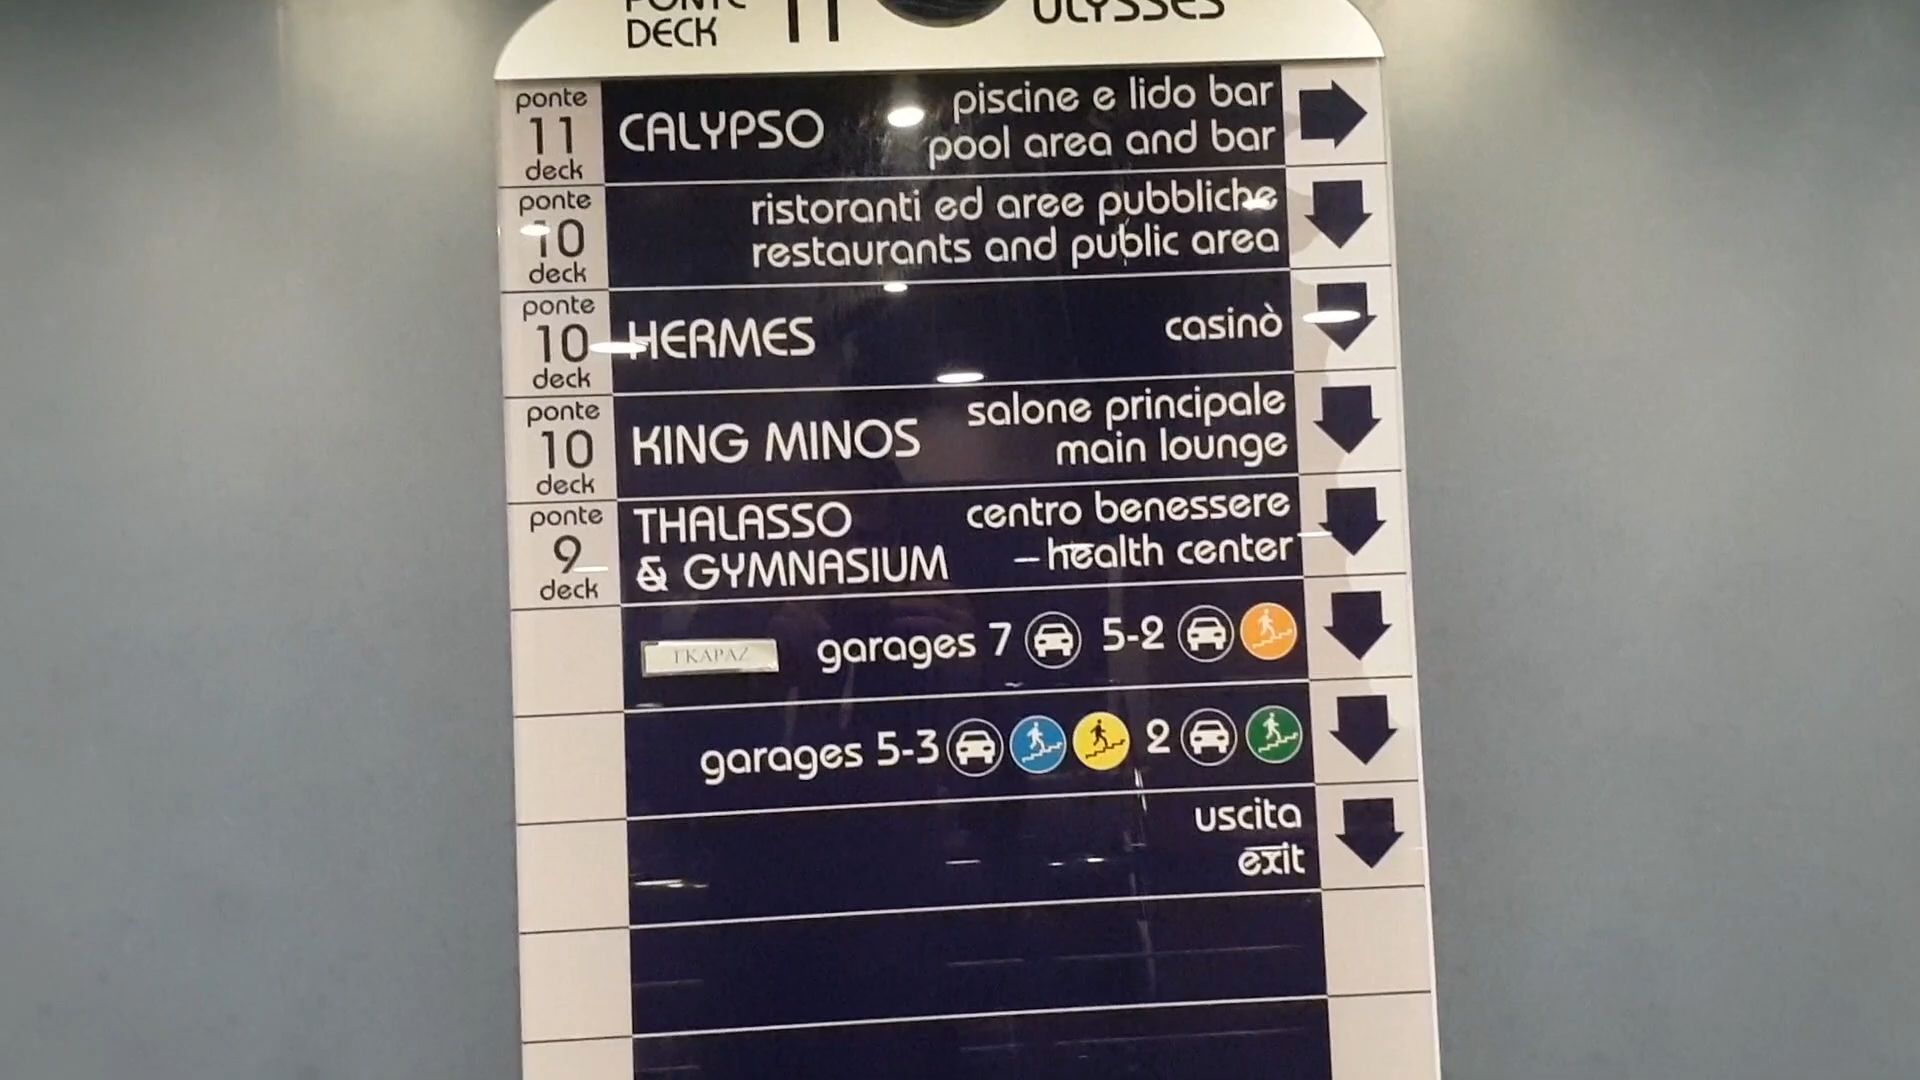 PONTE
DECK
11
ULYSSES
ponte
11
deck
CALYPSO
piscine e lido bar
pool area and bar
ponte
10
deck
ristoranti ed aree pubbliche
restaurants and public area
ponte
10
deck
HERMES
casinò
ponte
10
deck
KING MINOS
salone principale
main lounge
ponte
9
deck
THALASSO
& GYMNASIUM
centro benessere
health center
ΓΚΑΡΑΖ
garages 7 5-2
garages 5-3 2
uscita
exit